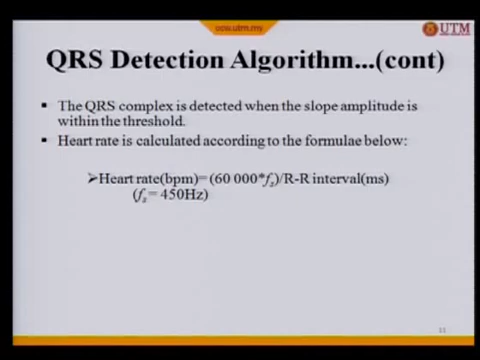 ocw.utm.my
UTM
QRS Detection Algorithm...(cont)
▪ The QRS complex is detected when the slope amplitude is
within the threshold.
▪ Heart rate is calculated according to the formulae below:
➢Heart rate(bpm)=(60 000*fs)/R-R interval(ms)
(fs = 450Hz)